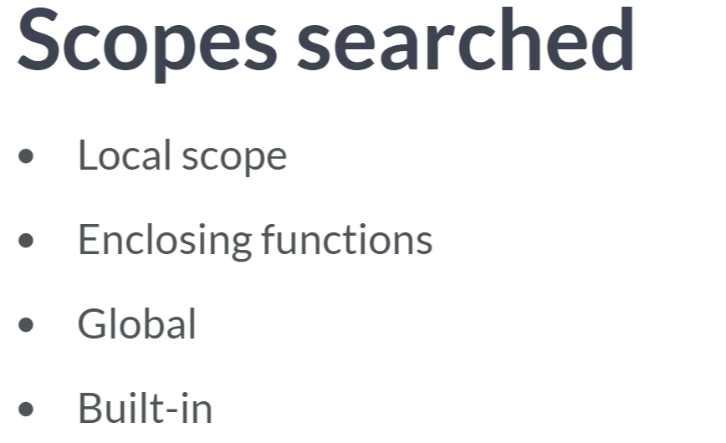 Scopes searched
• Local scope
• Enclosing functions
• Global
• Built-in